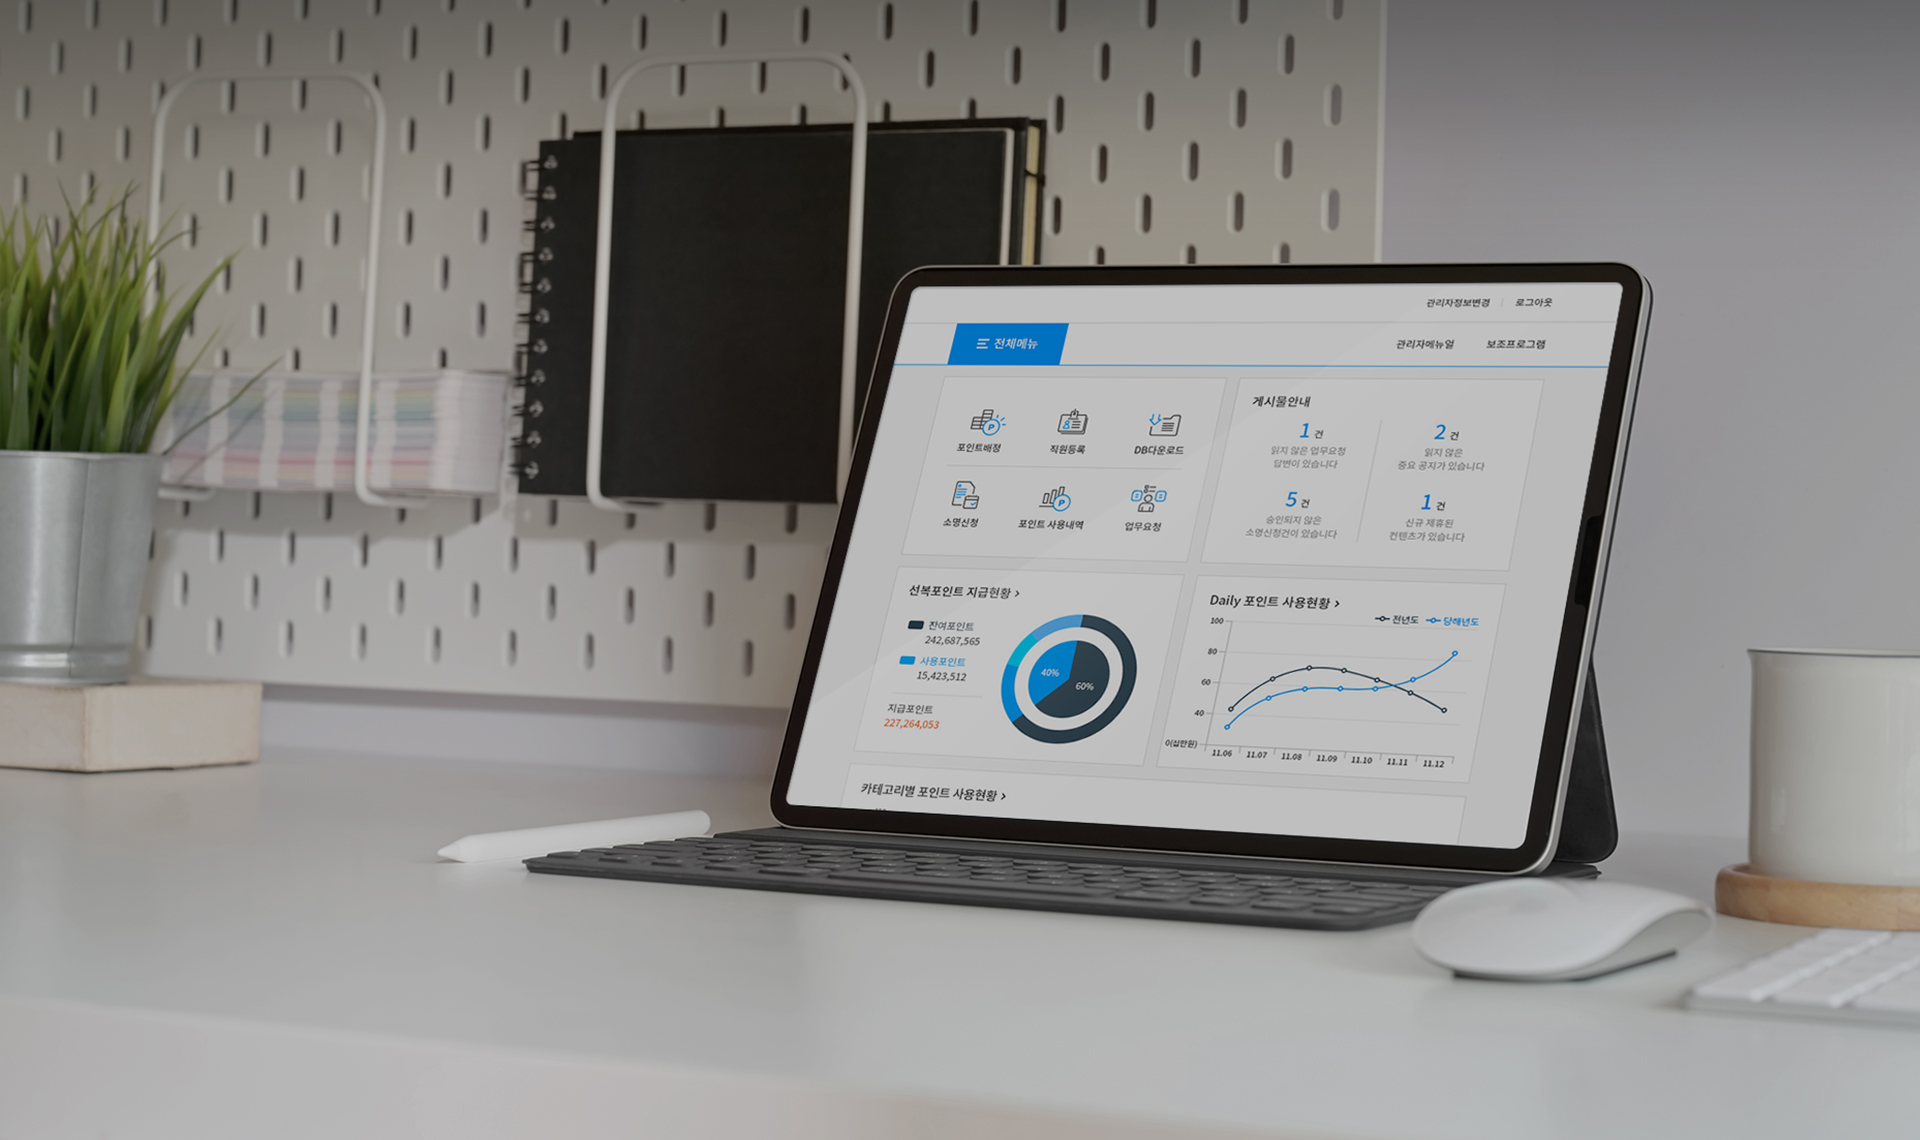 관리자정보변경
로그아웃
전체메뉴
관리자메뉴얼
보조프로그램
포인트배정
직원등록
DB다운로드
소명신청
포인트 사용내역
업무요청
게시물안내
1 건
읽지 않은 업무요청
답변이 있습니다
2 건
읽지 않은
중요 공지가 있습니다
5 건
승인되지 않은
소명신청건이 있습니다
1 건
신규 제휴된
컨텐츠가 있습니다
선복포인트 지급현황 >
잔여포인트
242,687,565
사용포인트
15,423,512
지급포인트
227,264,053
40%
60%
Daily 포인트 사용현황 >
전년도
당해년도
100
80
60
40
0(십만원)
11.06 11.07 11.08 11.09 11.10 11.11 11.12
카테고리별 포인트 사용현황 >